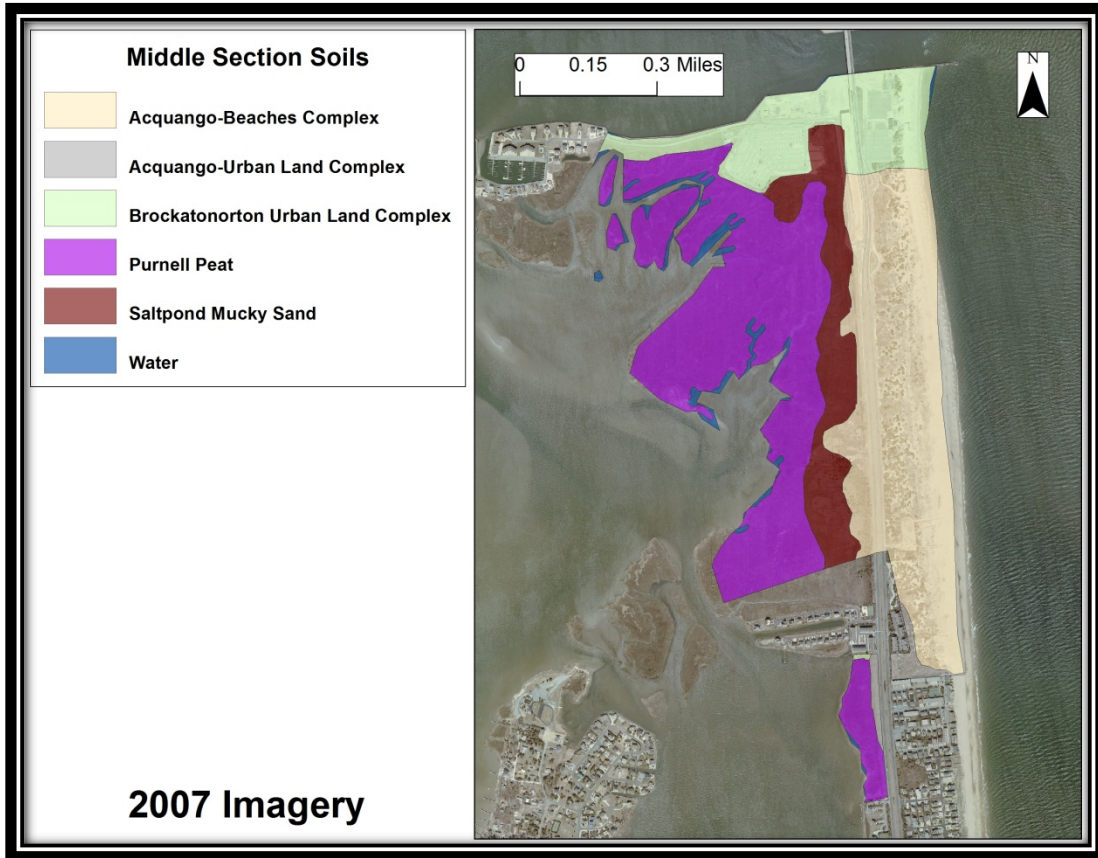 Middle Section Soils
Acquango-Beaches Complex
Acquango-Urban Land Complex
Brockatonorton Urban Land Complex
Purnell Peat
Saltpond Mucky Sand
Water
0 0.15 0.3 Miles
N
2007 Imagery